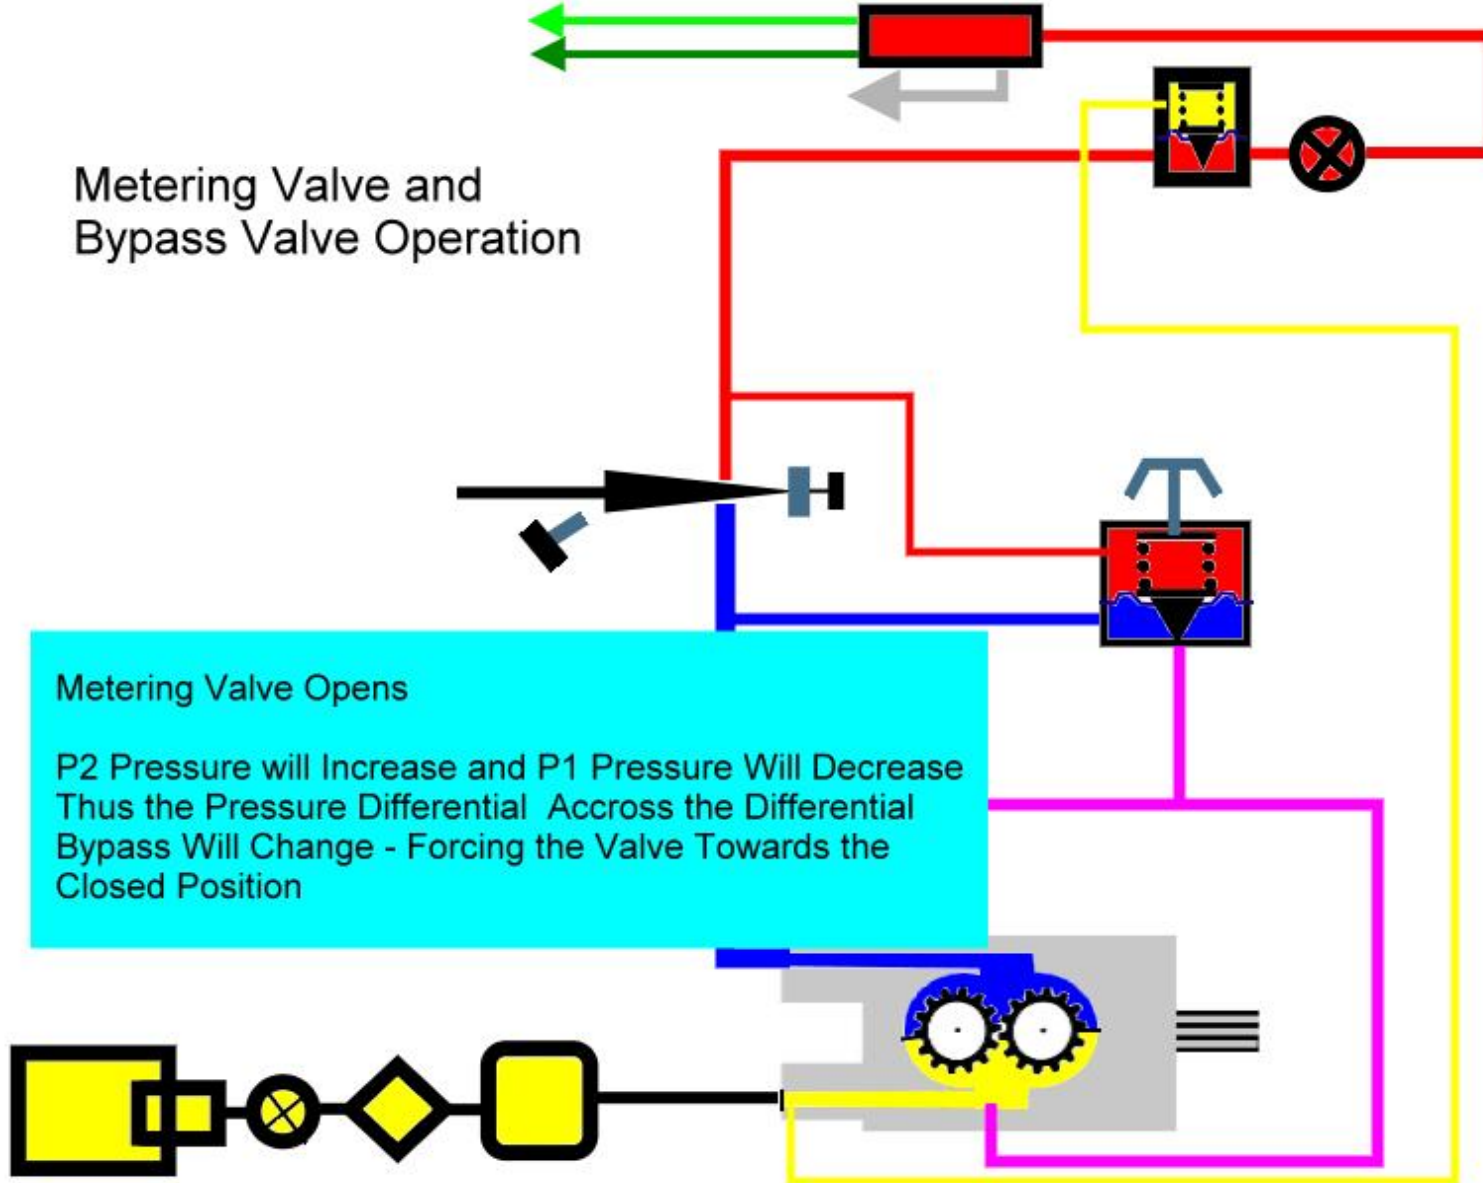 Metering Valve and
Bypass Valve Operation
Metering Valve Opens
P2 Pressure will Increase and P1 Pressure Will Decrease
Thus the Pressure Differential  Accross the Differential
Bypass Will Change - Forcing the Valve Towards the
Closed Position